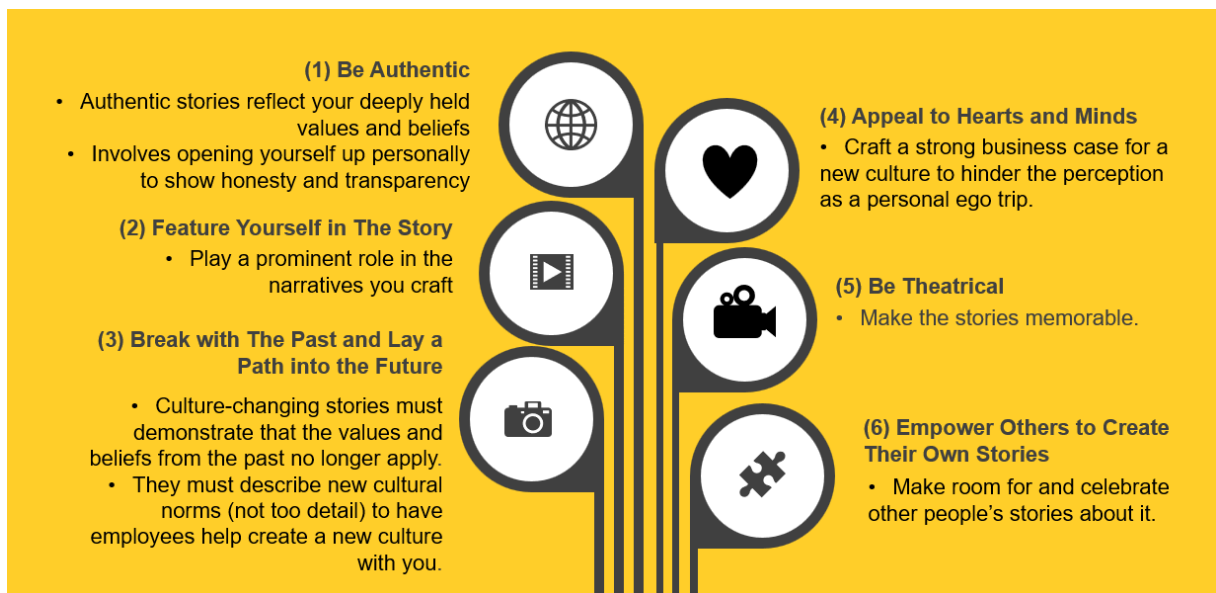 (1) Be Authentic
• Authentic stories reflect your deeply held
values and beliefs
• Involves opening yourself up personally
to show honesty and transparency
(2) Feature Yourself in The Story
• Play a prominent role in the
narratives you craft
(3) Break with The Past and Lay a
Path into the Future
• Culture-changing stories must
demonstrate that the values and
beliefs from the past no longer apply.
• They must describe new cultural
norms (not too detail) to have
employees help create a new culture
with you.
(4) Appeal to Hearts and Minds
• Craft a strong business case for a
new culture to hinder the perception
as a personal ego trip.
(5) Be Theatrical
• Make the stories memorable.
(6) Empower Others to Create
Their Own Stories
• Make room for and celebrate
other people’s stories about it.